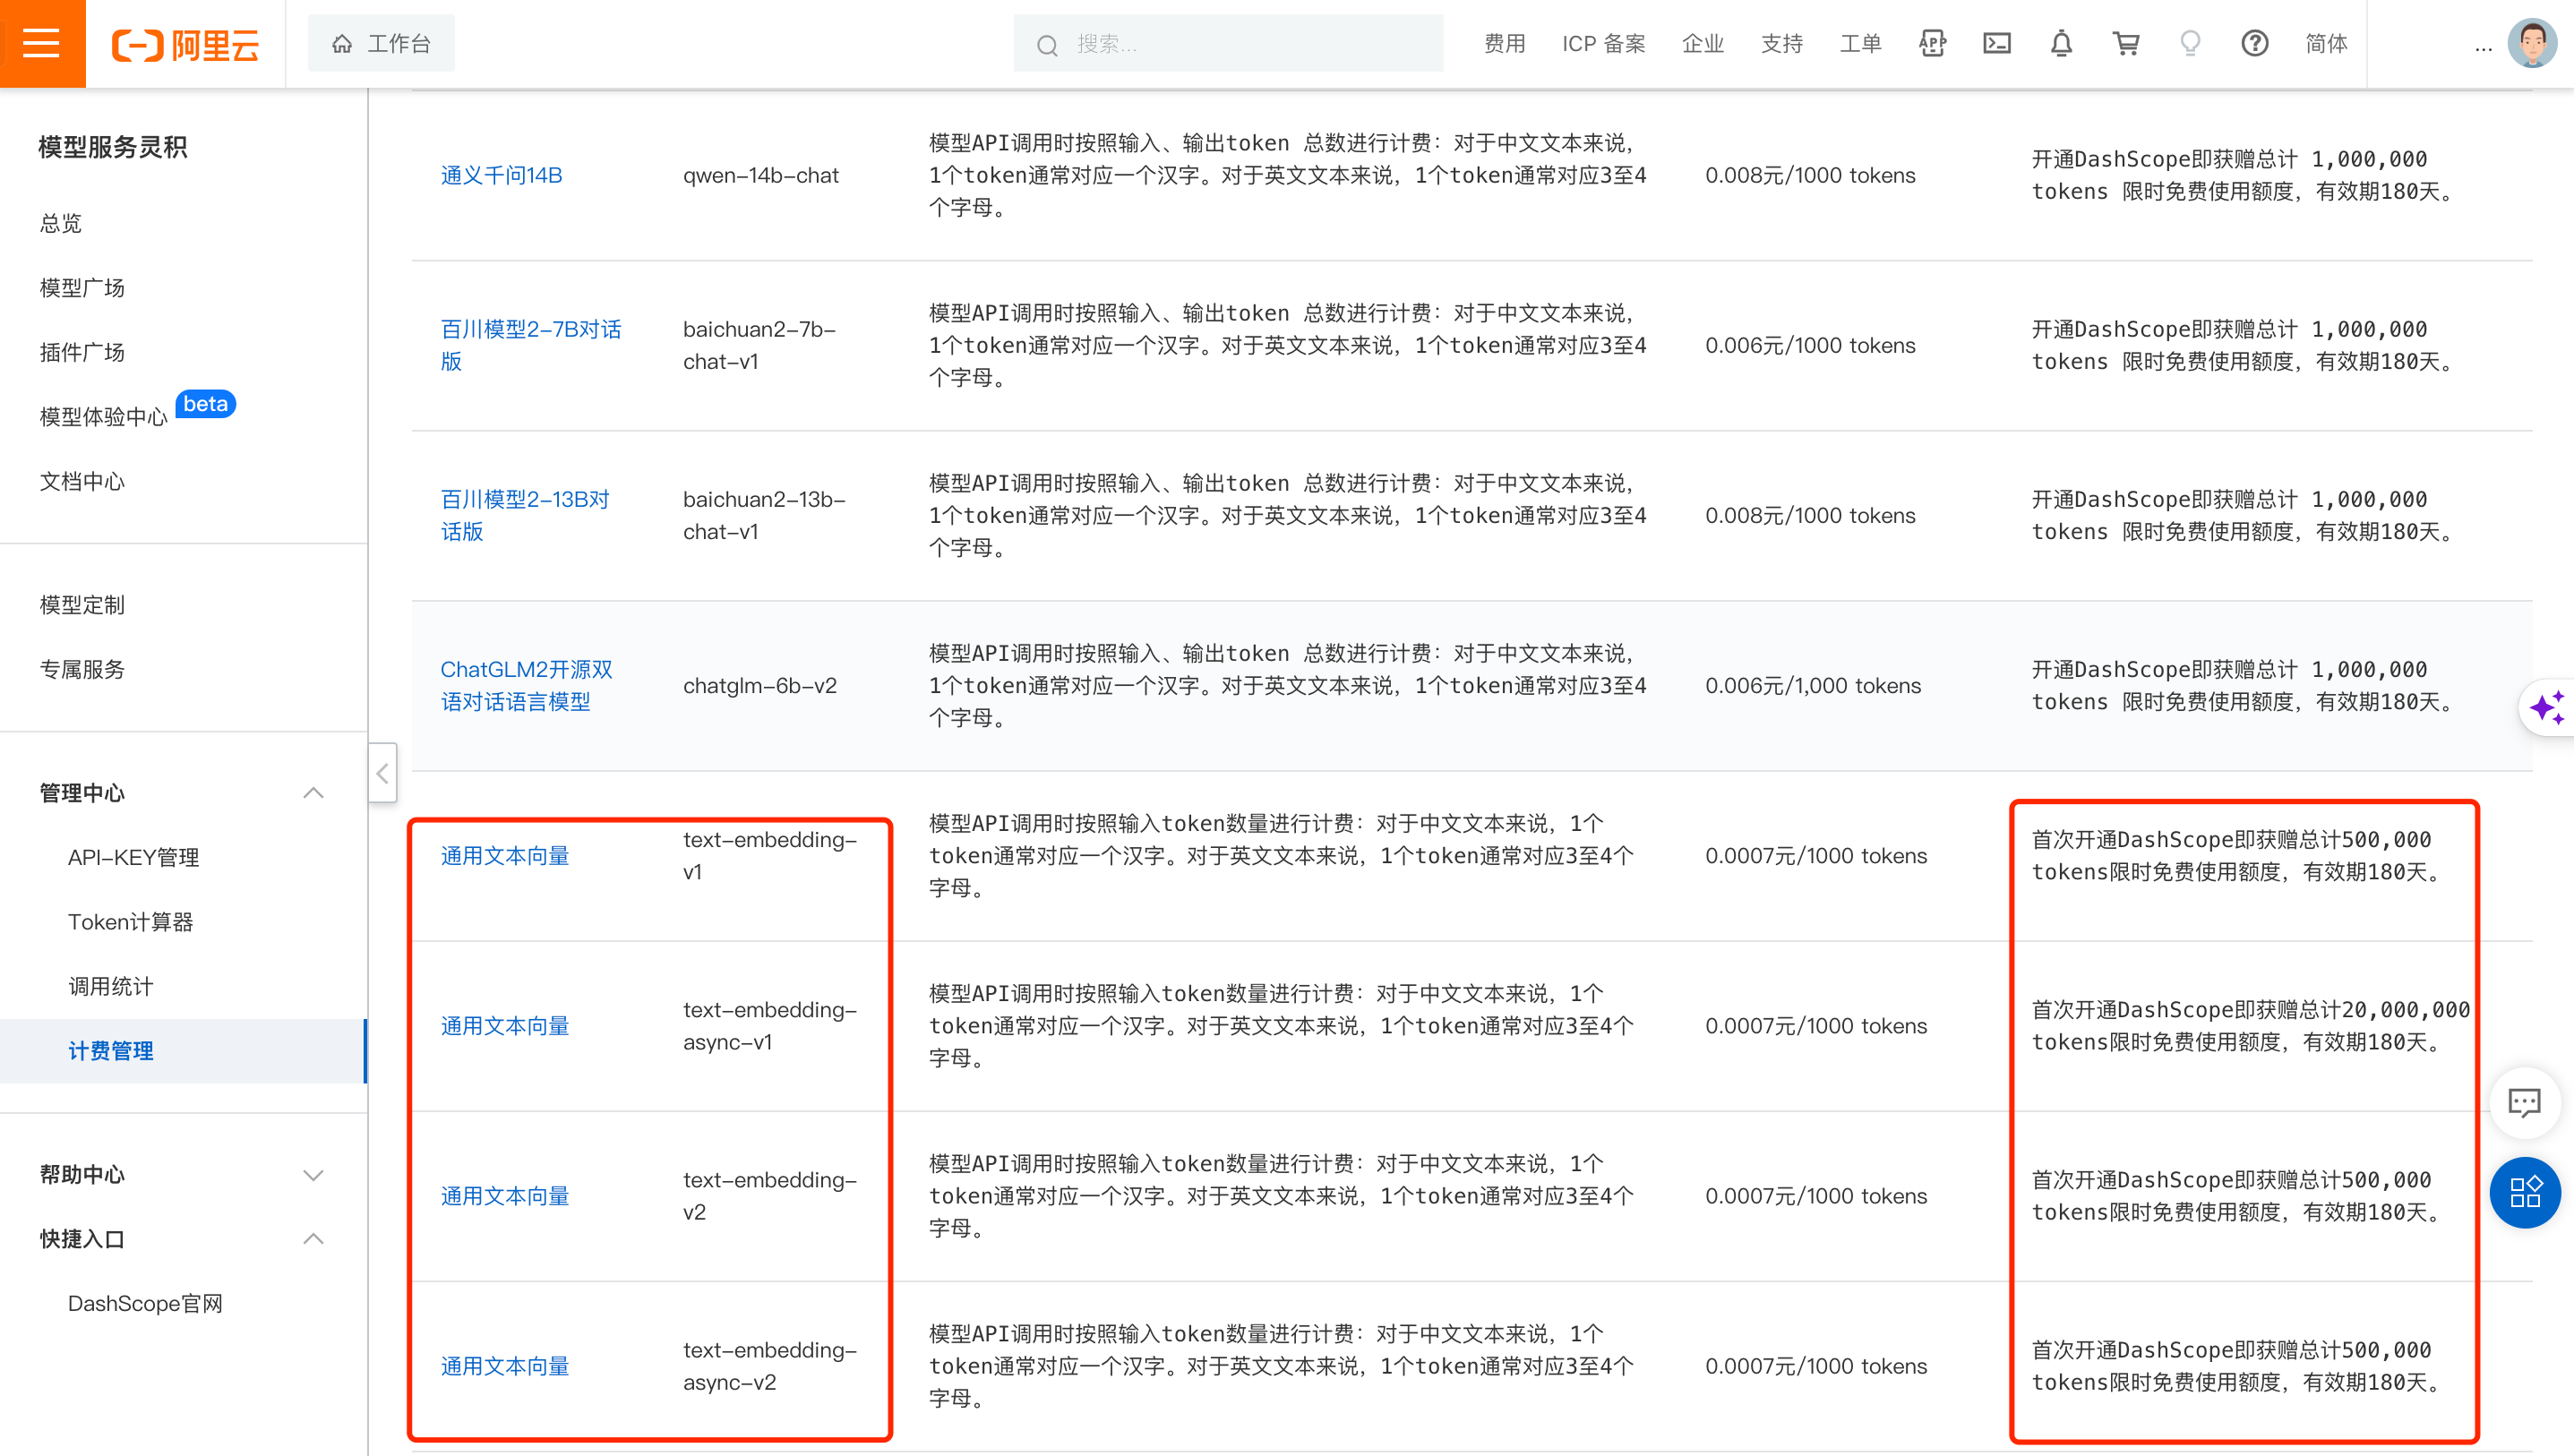 阿里云
工作台
搜索...
费用
ICP 备案
企业
支持
工单
APP
简体
...
模型服务灵积
总览
模型广场
插件广场
模型体验中心
beta
文档中心
模型定制
专属服务
管理中心
API-KEY管理
Token计算器
调用统计
计费管理
帮助中心
快捷入口
DashScope官网
通义千问14B
qwen-14b-chat
模型API调用时按照输入、输出token 总数进行计费：对于中文文本来说，
1个token通常对应一个汉字。对于英文文本来说，1个token通常对应3至4
个字母。
0.008元/1000 tokens
开通DashScope即获赠总计 1,000,000
tokens 限时免费使用额度，有效期180天。
百川模型2-7B对话
版
baichuan2-7b-
chat-v1
模型API调用时按照输入、输出token 总数进行计费：对于中文文本来说，
1个token通常对应一个汉字。对于英文文本来说，1个token通常对应3至4
个字母。
0.006元/1000 tokens
开通DashScope即获赠总计 1,000,000
tokens 限时免费使用额度，有效期180天。
百川模型2-13B对
话版
baichuan2-13b-
chat-v1
模型API调用时按照输入、输出token 总数进行计费：对于中文文本来说，
1个token通常对应一个汉字。对于英文文本来说，1个token通常对应3至4
个字母。
0.008元/1000 tokens
开通DashScope即获赠总计 1,000,000
tokens 限时免费使用额度，有效期180天。
ChatGLM2开源双
语对话语言模型
chatglm-6b-v2
模型API调用时按照输入、输出token 总数进行计费：对于中文文本来说，
1个token通常对应一个汉字。对于英文文本来说，1个token通常对应3至4
个字母。
0.006元/1,000 tokens
开通DashScope即获赠总计 1,000,000
tokens 限时免费使用额度，有效期180天。
通用文本向量
text-embedding-
v1
模型API调用时按照输入token数量进行计费：对于中文文本来说，1个
token通常对应一个汉字。对于英文文本来说，1个token通常对应3至4个
字母。
0.0007元/1000 tokens
首次开通DashScope即获赠总计500,000
tokens限时免费使用额度，有效期180天。
通用文本向量
text-embedding-
async-v1
模型API调用时按照输入token数量进行计费：对于中文文本来说，1个
token通常对应一个汉字。对于英文文本来说，1个token通常对应3至4个
字母。
0.0007元/1000 tokens
首次开通DashScope即获赠总计20,000,000
tokens限时免费使用额度，有效期180天。
通用文本向量
text-embedding-
v2
模型API调用时按照输入token数量进行计费：对于中文文本来说，1个
token通常对应一个汉字。对于英文文本来说，1个token通常对应3至4个
字母。
0.0007元/1000 tokens
首次开通DashScope即获赠总计500,000
tokens限时免费使用额度，有效期180天。
通用文本向量
text-embedding-
async-v2
模型API调用时按照输入token数量进行计费：对于中文文本来说，1个
token通常对应一个汉字。对于英文文本来说，1个token通常对应3至4个
字母。
0.0007元/1000 tokens
首次开通DashScope即获赠总计500,000
tokens限时免费使用额度，有效期180天。